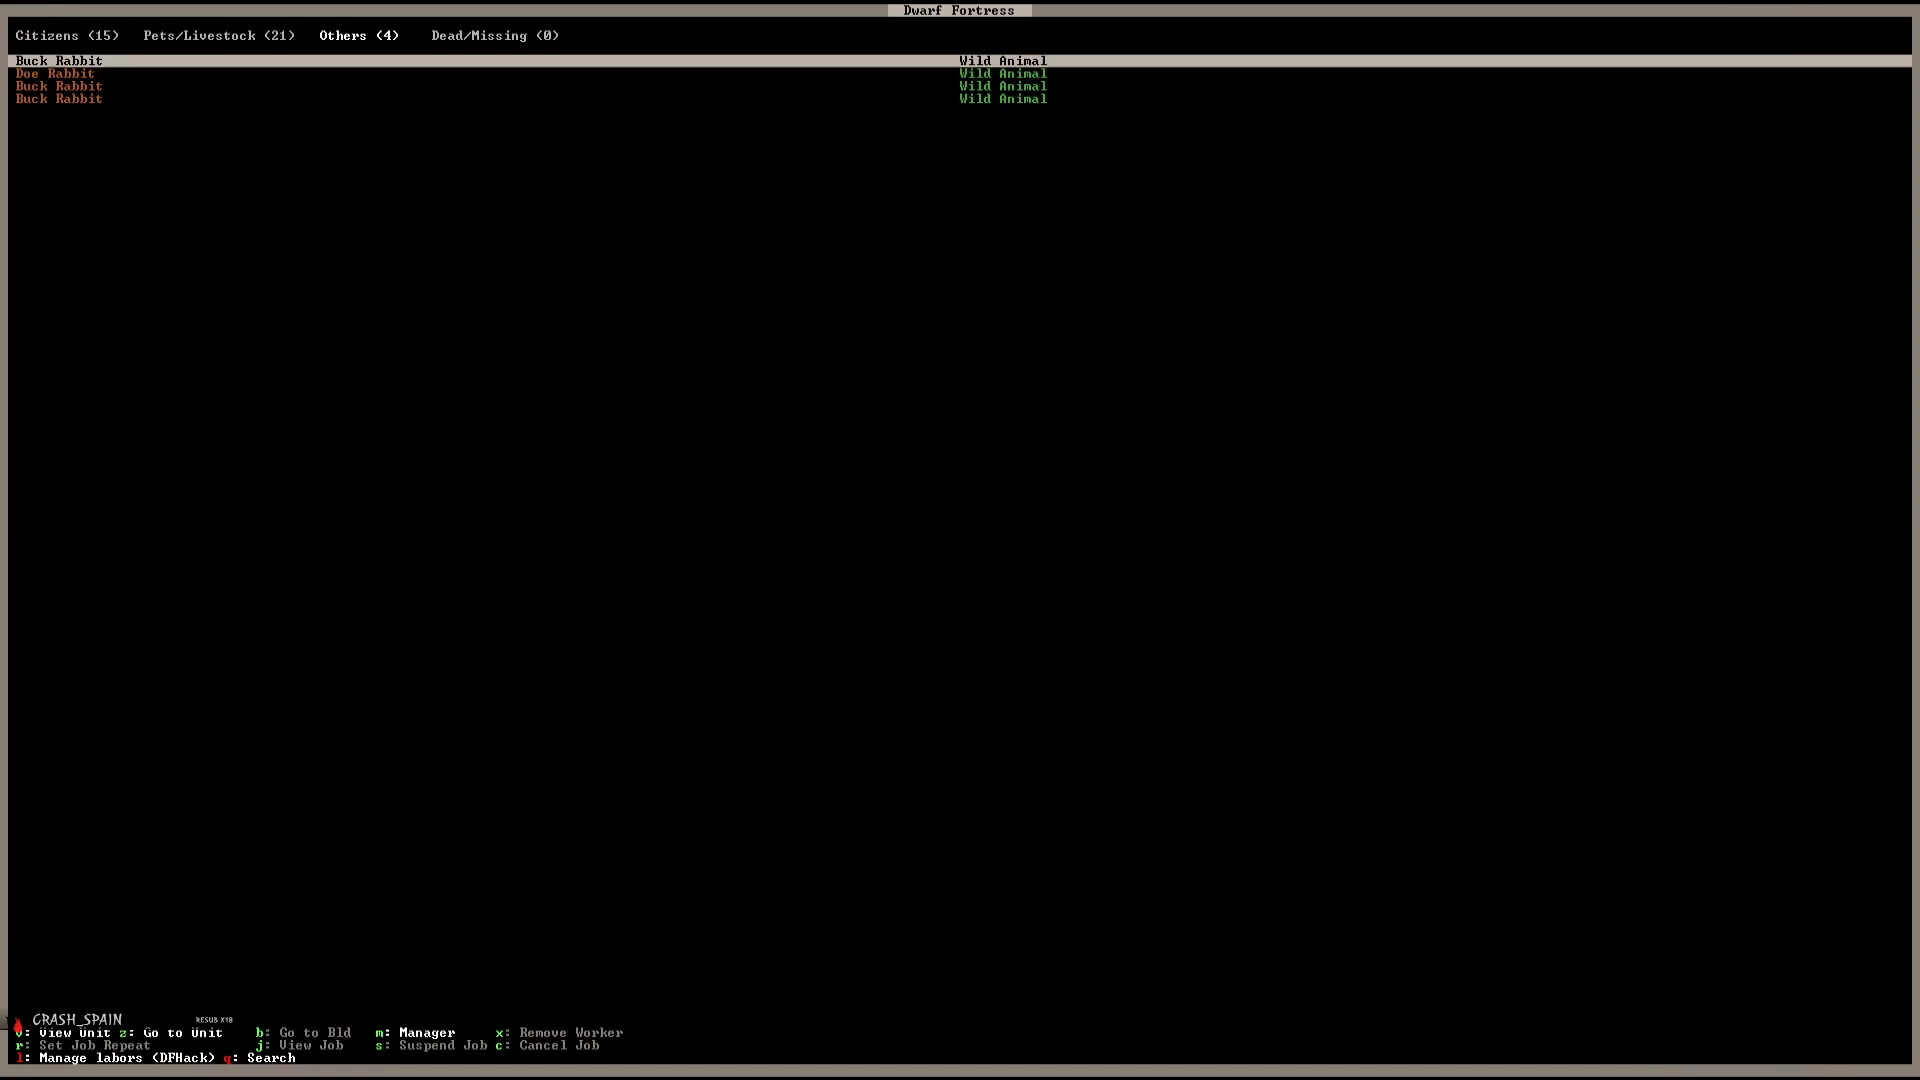 Dwarf Fortress
Citizens (15) Pets/Livestock (21) Others (4) Dead/Missing (0)
Buck Rabbit Wild Animal
Doe Rabbit Wild Animal
Buck Rabbit Wild Animal
Buck Rabbit Wild Animal
CRASH_SPAIN RESUB X18
v: View Unit z: Go to Unit b: Go to Bld m: Manager x: Remove Worker
r: Set Job Repeat j: View Job s: Suspend Job c: Cancel Job
l: Manage labors (DFHack) q: Search